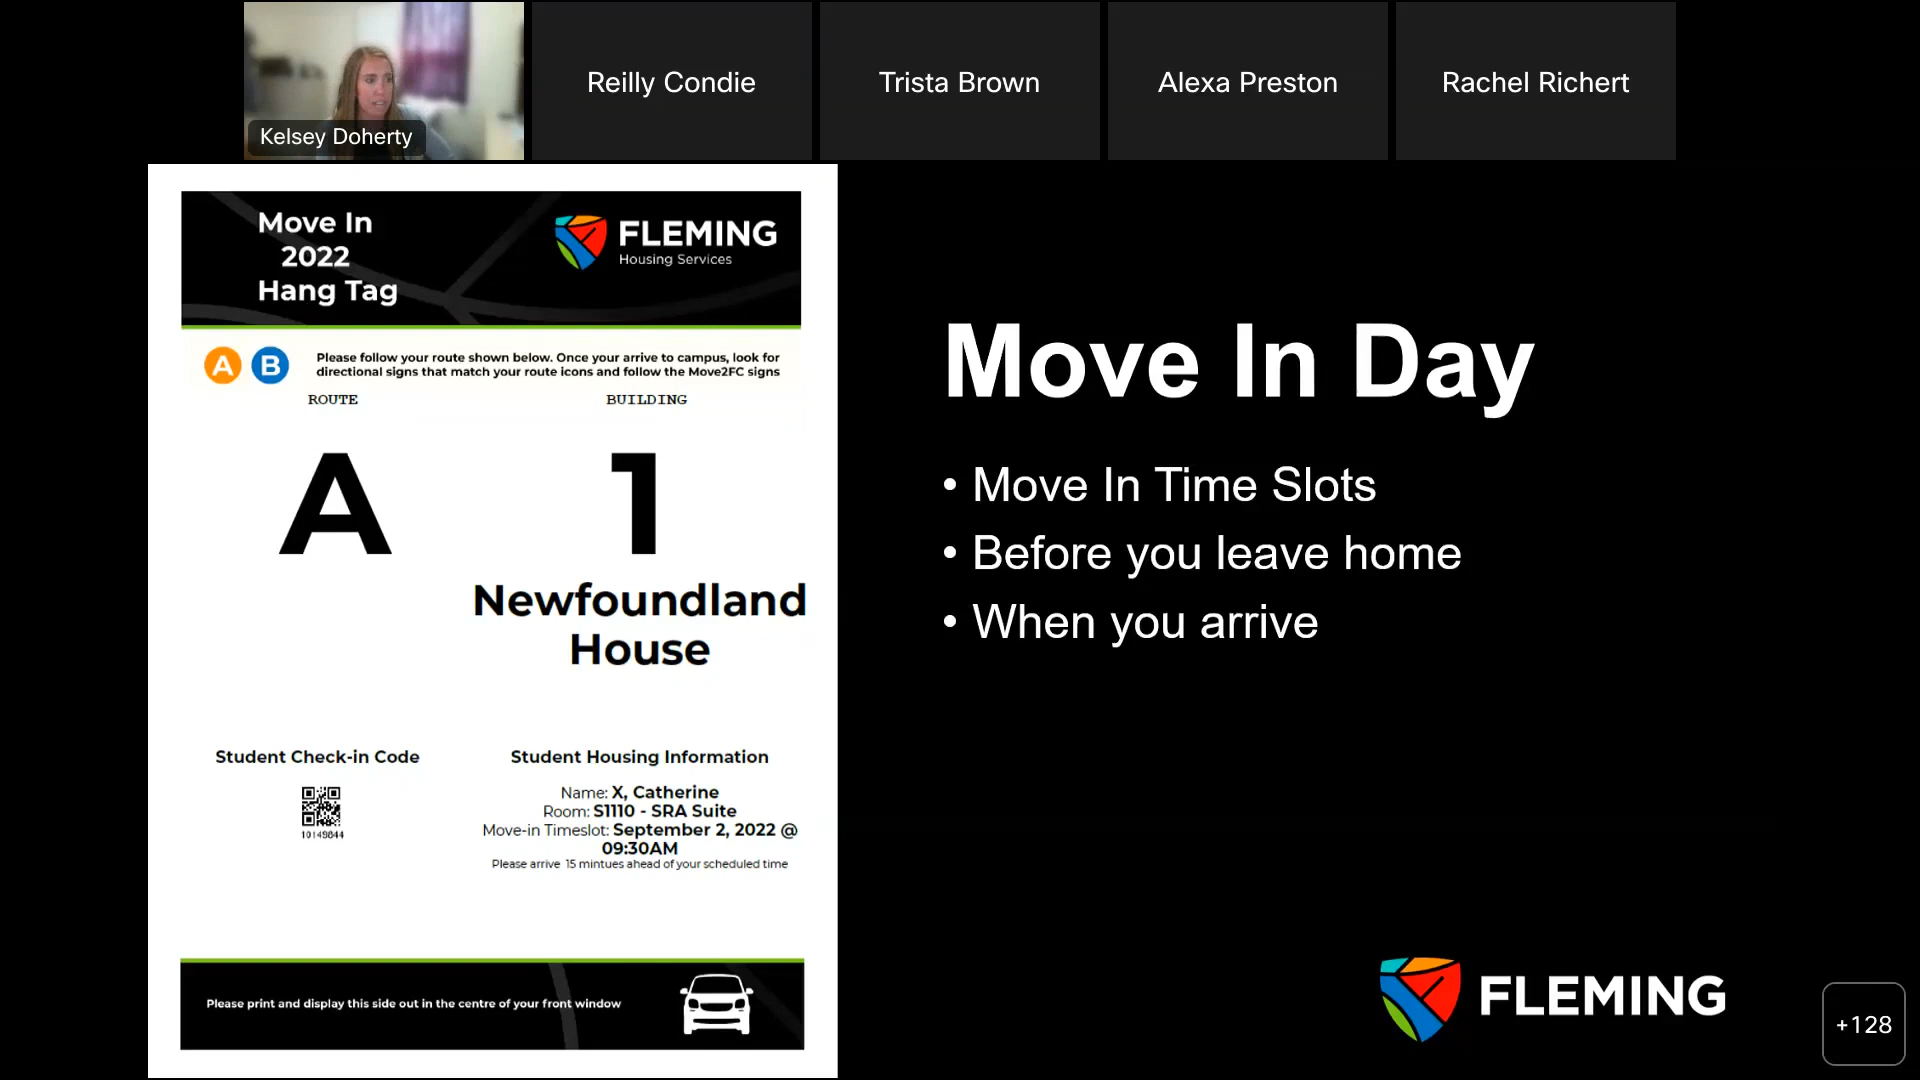 Kelsey Doherty
Reilly Condie
Trista Brown
Alexa Preston
Rachel Richert
Move In
2022
Hang Tag
FLEMING
Housing Services
A B
Please follow your route shown below. Once your arrive to campus, look for
directional signs that match your route icons and follow the Move2FC signs
ROUTE
BUILDING
A
1
Newfoundland
House
Student Check-in Code
10149844
Student Housing Information
Name: X, Catherine
Room: S1110 - SRA Suite
Move-in Timeslot: September 2, 2022 @
09:30AM
Please arrive 15 mintues ahead of your scheduled time
Please print and display this side out in the centre of your front window
Move In Day
• Move In Time Slots
• Before you leave home
• When you arrive
FLEMING
+128